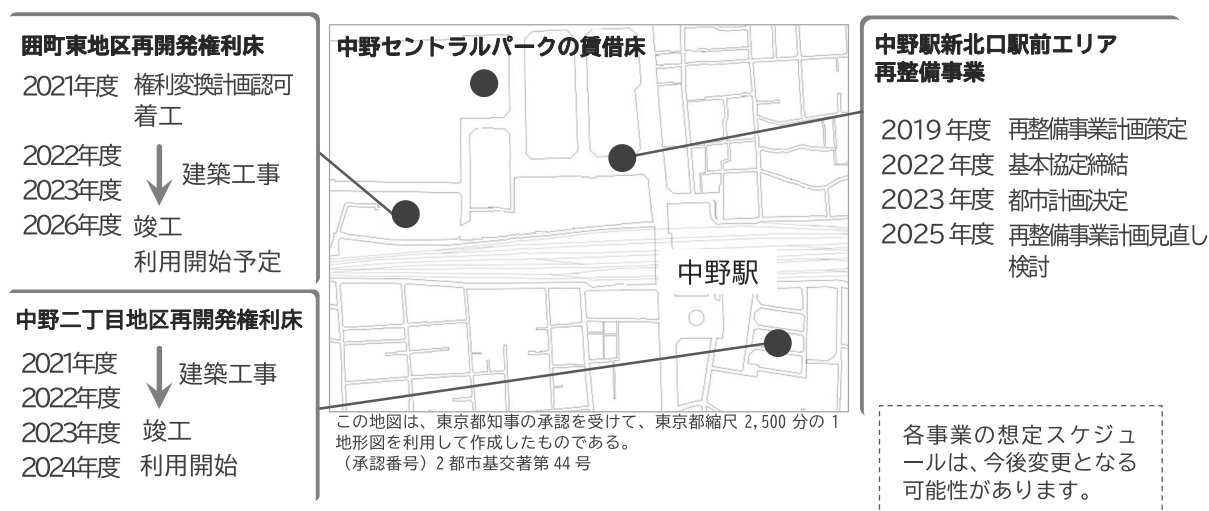 囲町東地区再開発権利床
2021年度 権利変換計画認可
着工
2022年度
2023年度
建築工事
2026年度 竣工
利用開始予定
中野二丁目地区再開発権利床
2021年度
2022年度
建築工事
2023年度 竣工
2024年度 利用開始
中野セントラルパークの賃借床
中野駅
この地図は、東京都知事の承認を受けて、東京都縮尺 2,500 分の 1
地形図を利用して作成したものである。
（承認番号）2 都市基交著第 44 号
中野駅新北口駅前エリア
再整備事業
2019 年度 再整備事業計画策定
2022 年度 基本協定締結
2023 年度 都市計画決定
2025 年度 再整備事業計画見直し
検討
各事業の想定スケジュ
ールは、今後変更となる
可能性があります。